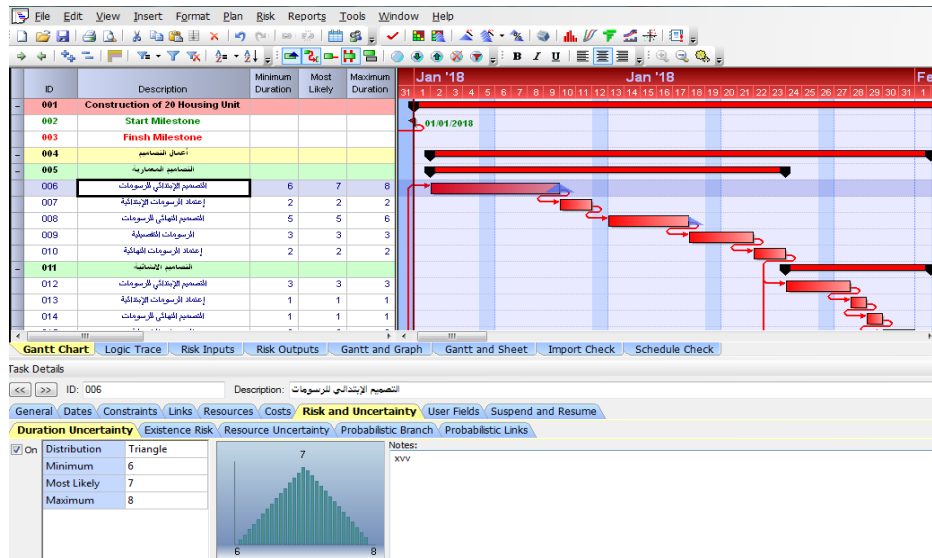 File Edit View Insert Format Plan Risk Reports Tools Window Help
ID Description Minimum Duration Most Likely Maximum Duration
Jan '18 Jan '18 Fe
31 1 2 3 4 5 6 7 8 9 10 11 12 13 14 15 16 17 18 19 20 21 22 23 24 25 26 27 28 29 30 31 1
001 Construction of 20 Housing Unit
002 Start Milestone 01/01/2018
003 Finsh Milestone
004 أعمال التصاميم
005 التصاميم المعمارية
006 التصميم الإبتدائي للرسومات 6 7 8
007 إعتماد الرسومات الإبتدائية 2 2 2
008 التصميم النهائي للرسومات 5 5 6
009 الرسومات التفصيلية 3 3 3
010 إعتماد الرسومات النهائية 2 2 2
011 التصاميم الإنشائية
012 التصميم الإبتدائي للرسومات 3 3 3
013 إعتماد الرسومات الإبتدائية 1 1 1
014 التصميم النهائي للرسومات 1 1 1
Gantt Chart Logic Trace Risk Inputs Risk Outputs Gantt and Graph Gantt and Sheet Import Check Schedule Check
Task Details
<< >> ID: 006 Description: التصميم الإبتدائي للرسومات
General Dates Constraints Links Resources Costs Risk and Uncertainty User Fields Suspend and Resume
Duration Uncertainty Existence Risk Resource Uncertainty Probabilistic Branch Probabilistic Links
On Distribution Triangle
Minimum 6
Most Likely 7
Maximum 8
7
6 8
Notes:
xvv